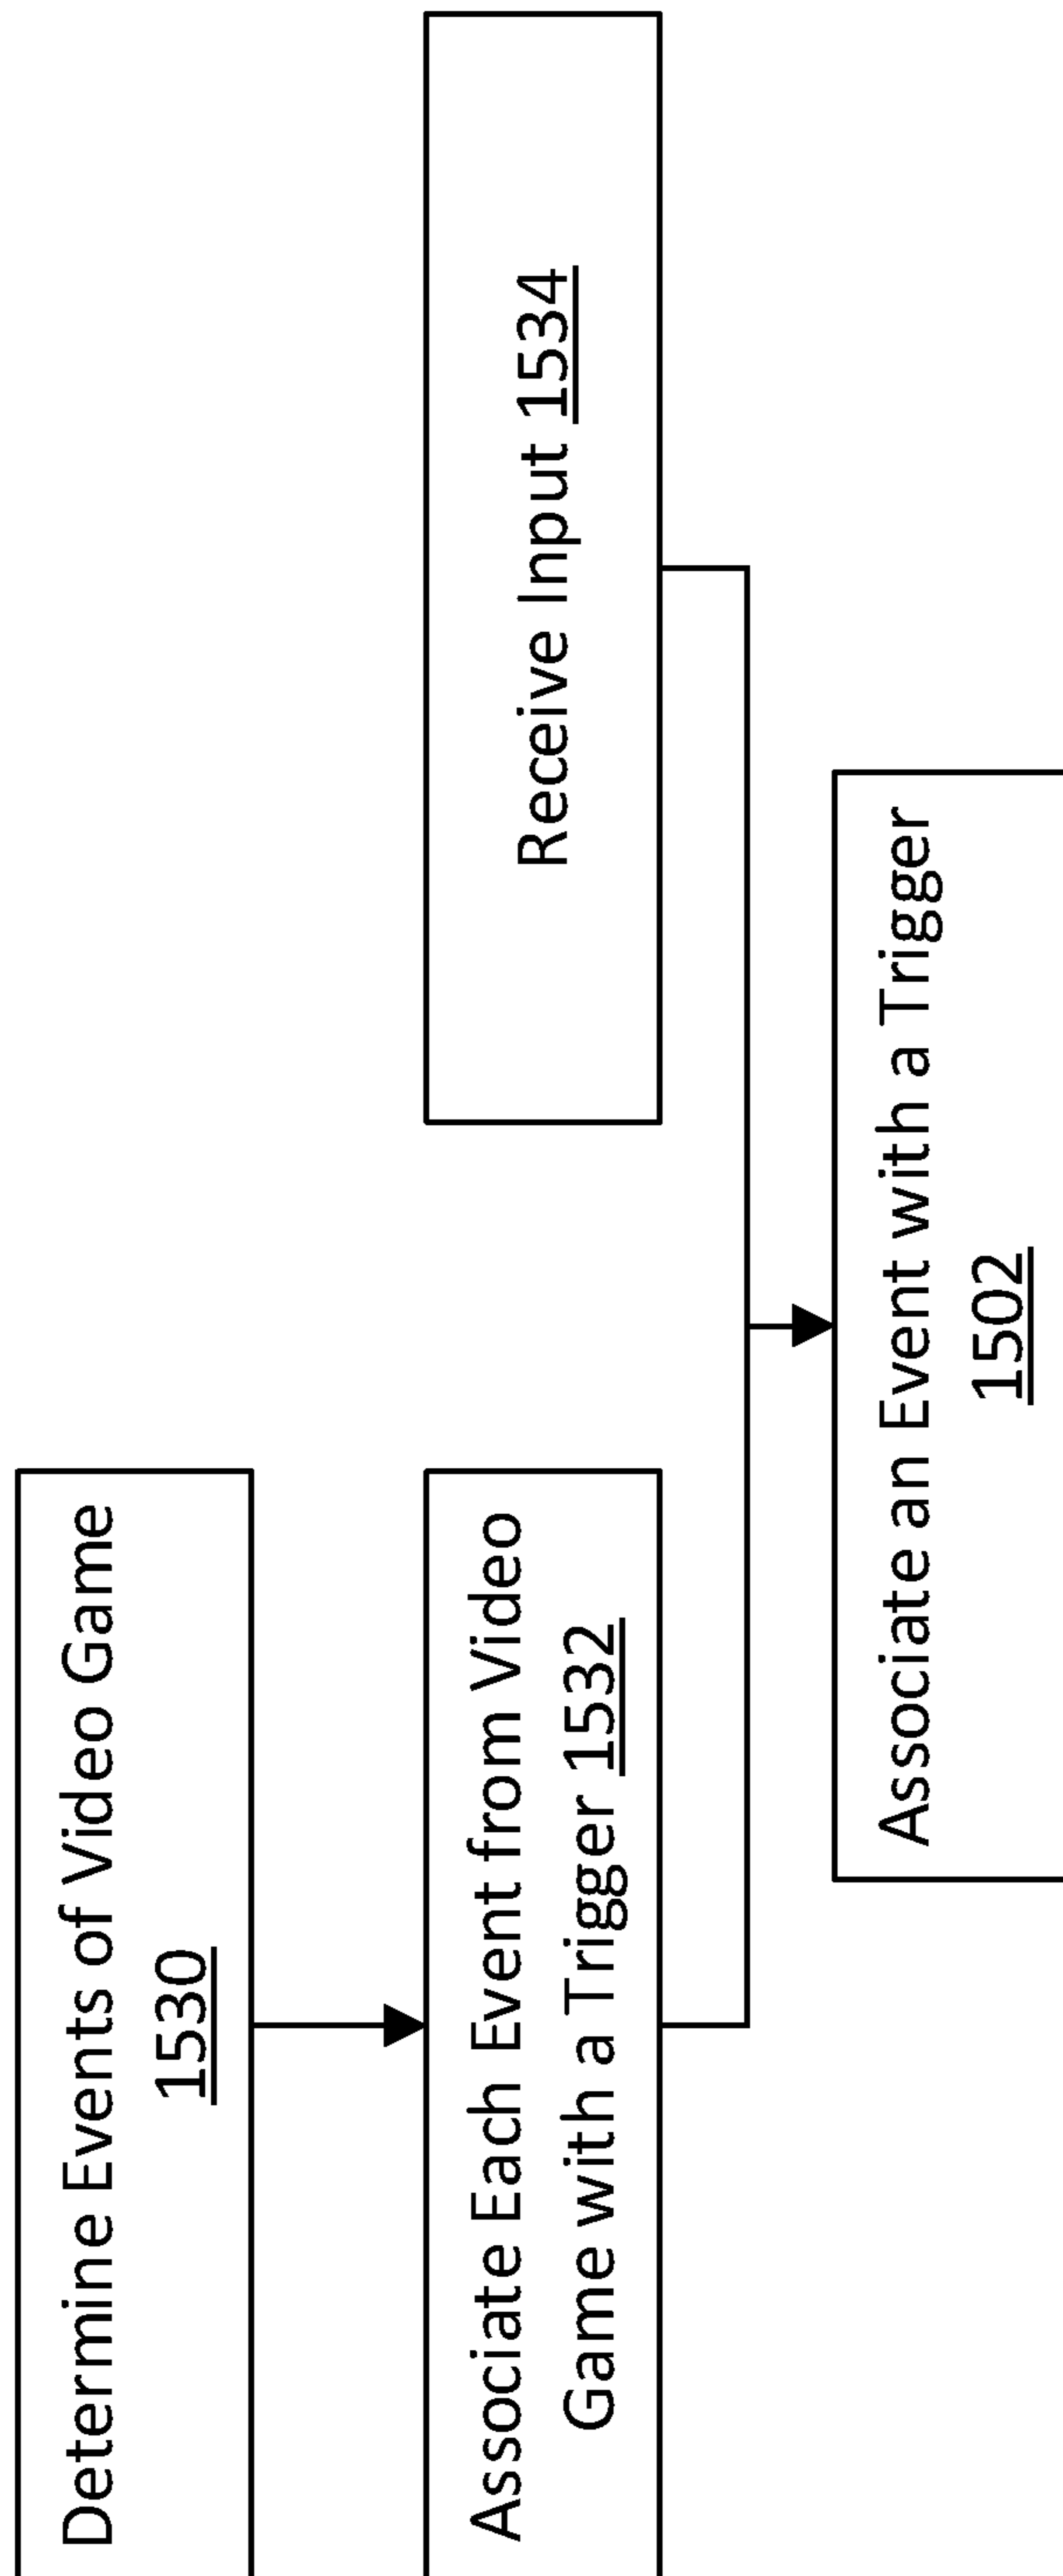 Determine Events of Video Game
1530
Associate Each Event from Video
Game with a Trigger 1532
Receive Input 1534
Associate an Event with a Trigger
1502